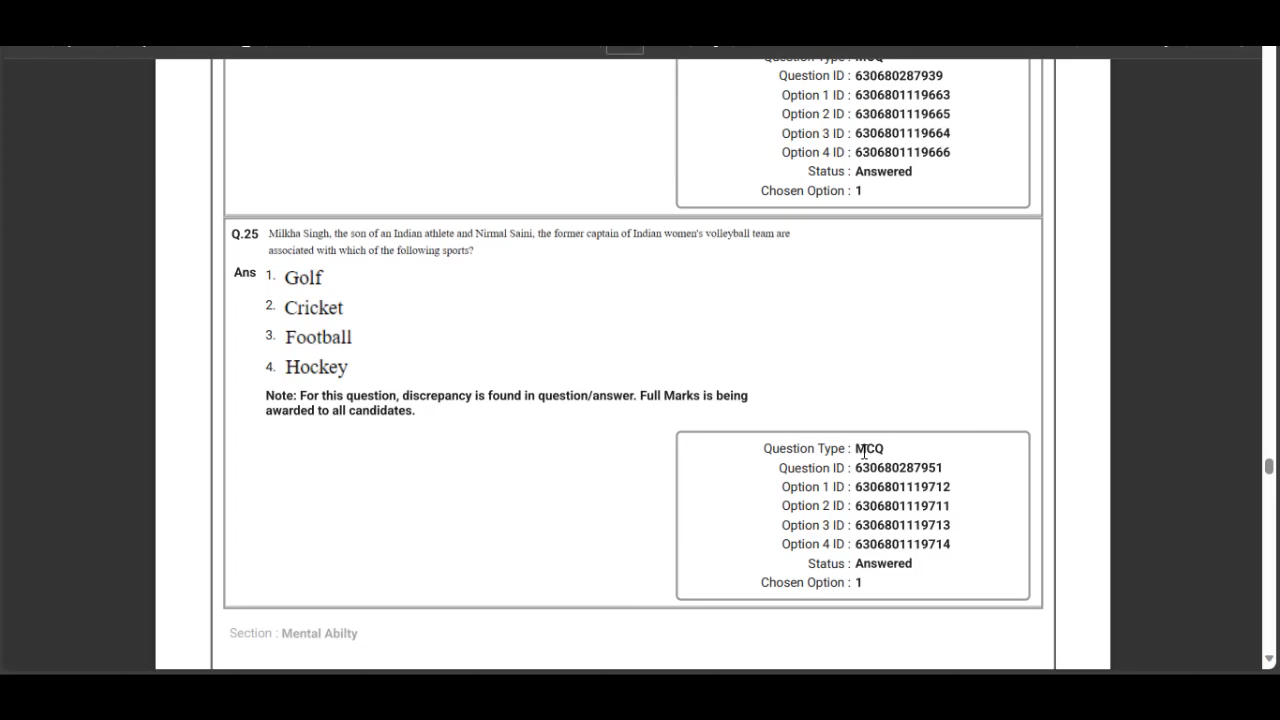 Question ID : 630680287939
Option 1 ID : 6306801119663
Option 2 ID : 6306801119665
Option 3 ID : 6306801119664
Option 4 ID : 6306801119666
Status : Answered
Chosen Option : 1
Q.25 Milkha Singh, the son of an Indian athlete and Nirmal Saini, the former captain of Indian women's volleyball team are
associated with which of the following sports?
Ans 1. Golf
2. Cricket
3. Football
4. Hockey
Note: For this question, discrepancy is found in question/answer. Full Marks is being
awarded to all candidates.
Question Type : MCQ
Question ID : 630680287951
Option 1 ID : 6306801119712
Option 2 ID : 6306801119711
Option 3 ID : 6306801119713
Option 4 ID : 6306801119714
Status : Answered
Chosen Option : 1
Section : Mental Abilty